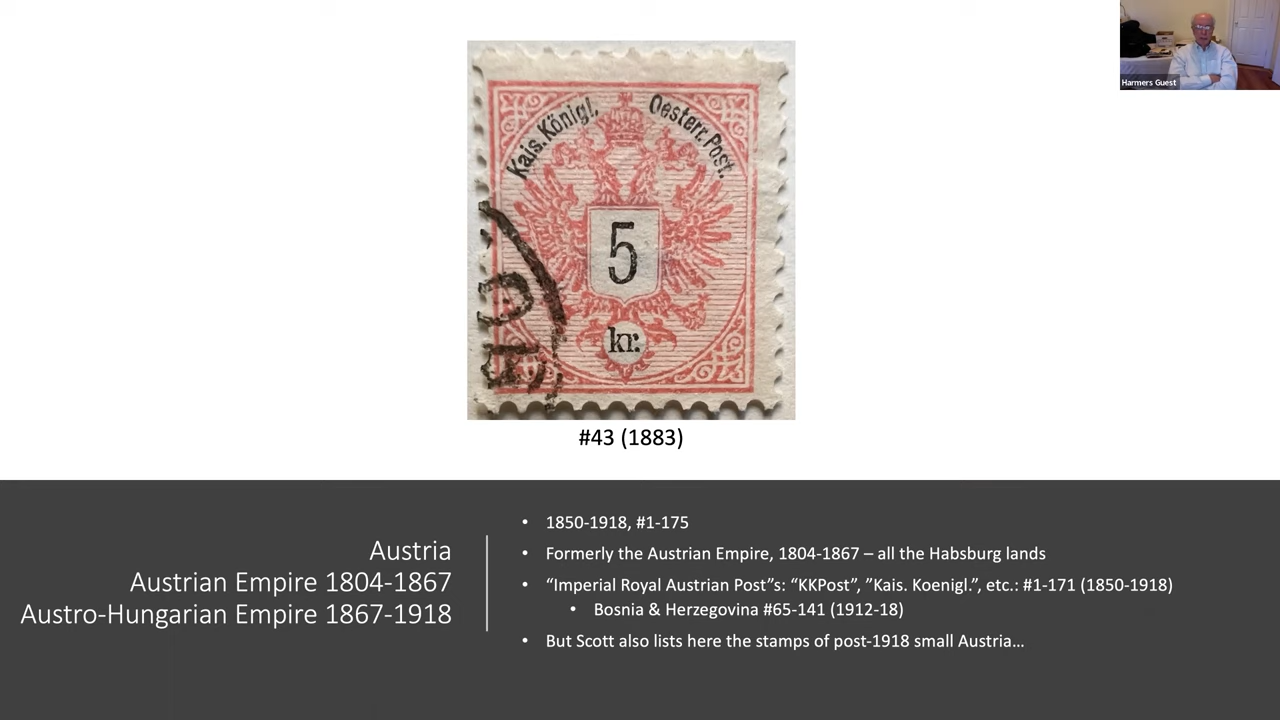 Harmers Guest
Kais. Königl. Oesterr. Post.
5
kr.
#43 (1883)
Austria
Austrian Empire 1804-1867
Austro-Hungarian Empire 1867-1918
• 1850-1918, #1-175
• Formerly the Austrian Empire, 1804-1867 – all the Habsburg lands
• “Imperial Royal Austrian Post”s: “KKPost”, ”Kais. Koenigl.”, etc.: #1-171 (1850-1918)
• Bosnia & Herzegovina #65-141 (1912-18)
• But Scott also lists here the stamps of post-1918 small Austria…